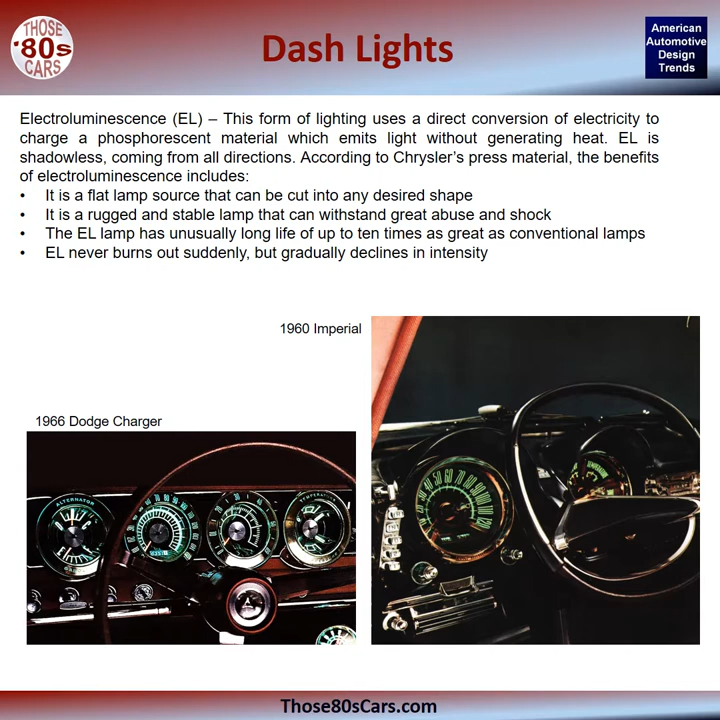 THOSE
'80s
CARS
Dash Lights
American
Automotive
Design
Trends
Electroluminescence (EL) – This form of lighting uses a direct conversion of electricity to
charge a phosphorescent material which emits light without generating heat. EL is
shadowless, coming from all directions. According to Chrysler's press material, the benefits
of electroluminescence includes:
• It is a flat lamp source that can be cut into any desired shape
• It is a rugged and stable lamp that can withstand great abuse and shock
• The EL lamp has unusually long life of up to ten times as great as conventional lamps
• EL never burns out suddenly, but gradually declines in intensity
1960 Imperial
1966 Dodge Charger
ALTERNATOR
TEMPERATURE
Those80sCars.com